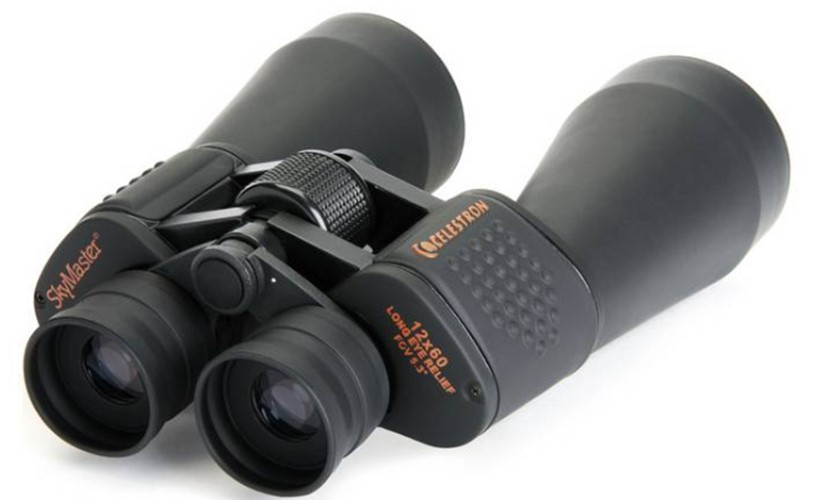 SkyMaster®
CELESTRON
12x60
LONG EYE RELIEF
FOV 5.3°